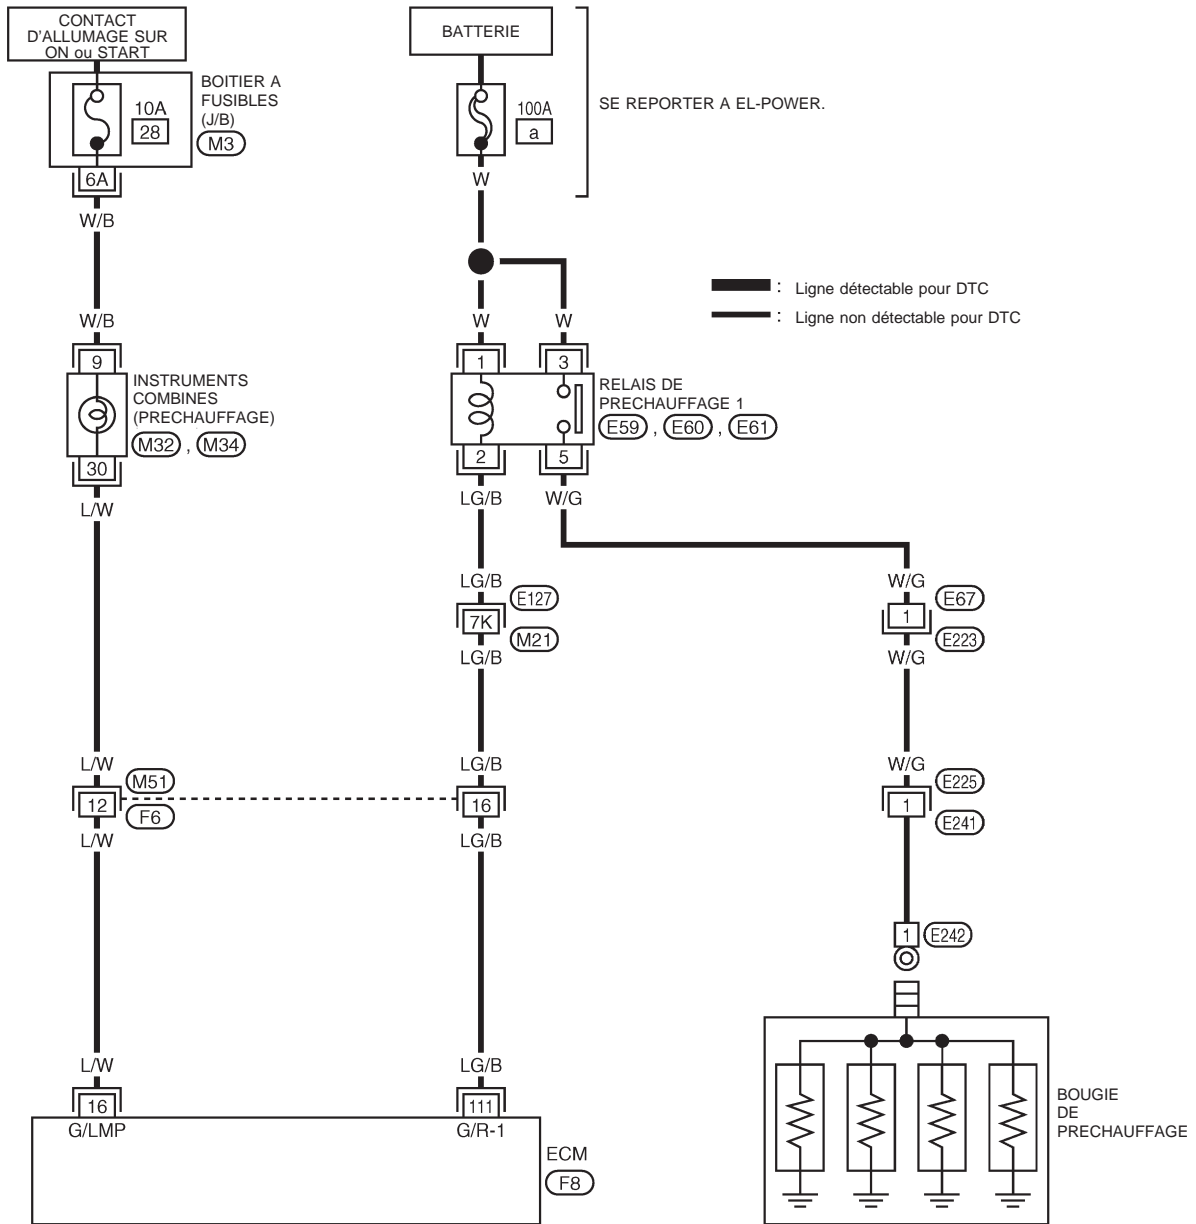 CONTACT
D'ALLUMAGE SUR
ON ou START
BATTERIE
BOITIER A
FUSIBLES
(J/B)
M3
10A
28
100A
a
SE REPORTER A EL-POWER.
6A
W
W/B
: Ligne détectable pour DTC
: Ligne non détectable pour DTC
W/B
W
W
9
1
3
INSTRUMENTS
COMBINES
(PRECHAUFFAGE)
M32 , M34
RELAIS DE
PRECHAUFFAGE 1
E59 , E60 , E61
30
2
5
L/W
LG/B
W/G
LG/B
W/G
E127
7K
M21
E67
1
E223
LG/B
W/G
L/W
LG/B
W/G
M51
12
F6
16
E225
1
E241
L/W
LG/B
1
E242
L/W
LG/B
16
111
G/LMP
G/R-1
ECM
F8
BOUGIE
DE
PRECHAUFFAGE